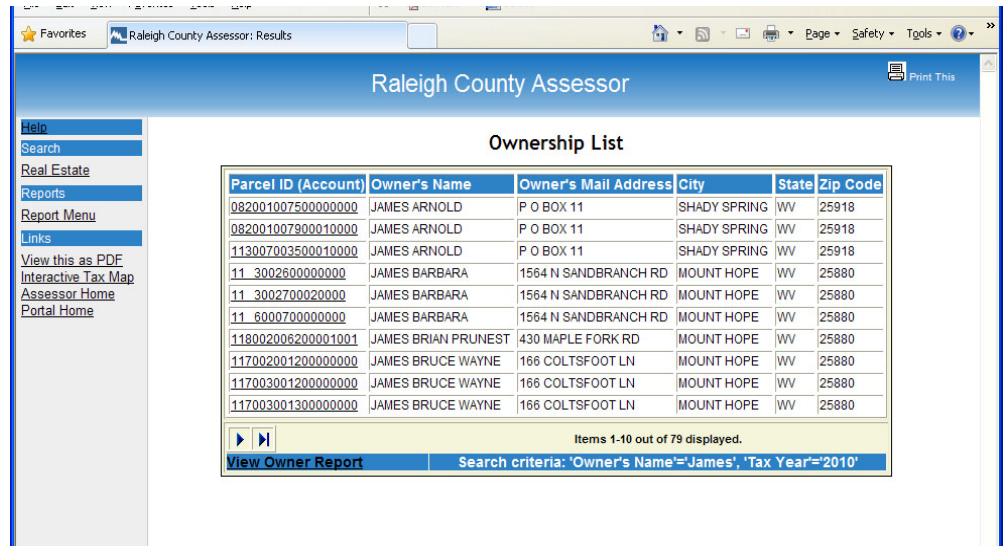 Favorites Raleigh County Assessor: Results Page Safety Tools
Raleigh County Assessor
Print This
Help
Search
Real Estate
Reports
Report Menu
Links
View this as PDF
Interactive Tax Map
Assessor Home
Portal Home
Ownership List
Parcel ID (Account) Owner's Name Owner's Mail Address City State Zip Code
082001007500000000 JAMES ARNOLD P O BOX 11 SHADY SPRING WV 25918
082001007900010000 JAMES ARNOLD P O BOX 11 SHADY SPRING WV 25918
113007003500010000 JAMES ARNOLD P O BOX 11 SHADY SPRING WV 25918
11 3002600000000 JAMES BARBARA 1564 N SANDBRANCH RD MOUNT HOPE WV 25880
11 3002700020000 JAMES BARBARA 1564 N SANDBRANCH RD MOUNT HOPE WV 25880
11 6000700000000 JAMES BARBARA 1564 N SANDBRANCH RD MOUNT HOPE WV 25880
118002006200001001 JAMES BRIAN PRUNEST 430 MAPLE FORK RD MOUNT HOPE WV 25880
117002001200000000 JAMES BRUCE WAYNE 166 COLTSFOOT LN MOUNT HOPE WV 25880
117003001200000000 JAMES BRUCE WAYNE 166 COLTSFOOT LN MOUNT HOPE WV 25880
117003001300000000 JAMES BRUCE WAYNE 166 COLTSFOOT LN MOUNT HOPE WV 25880
Items 1-10 out of 79 displayed.
View Owner Report Search criteria: 'Owner's Name'='James', 'Tax Year'='2010'